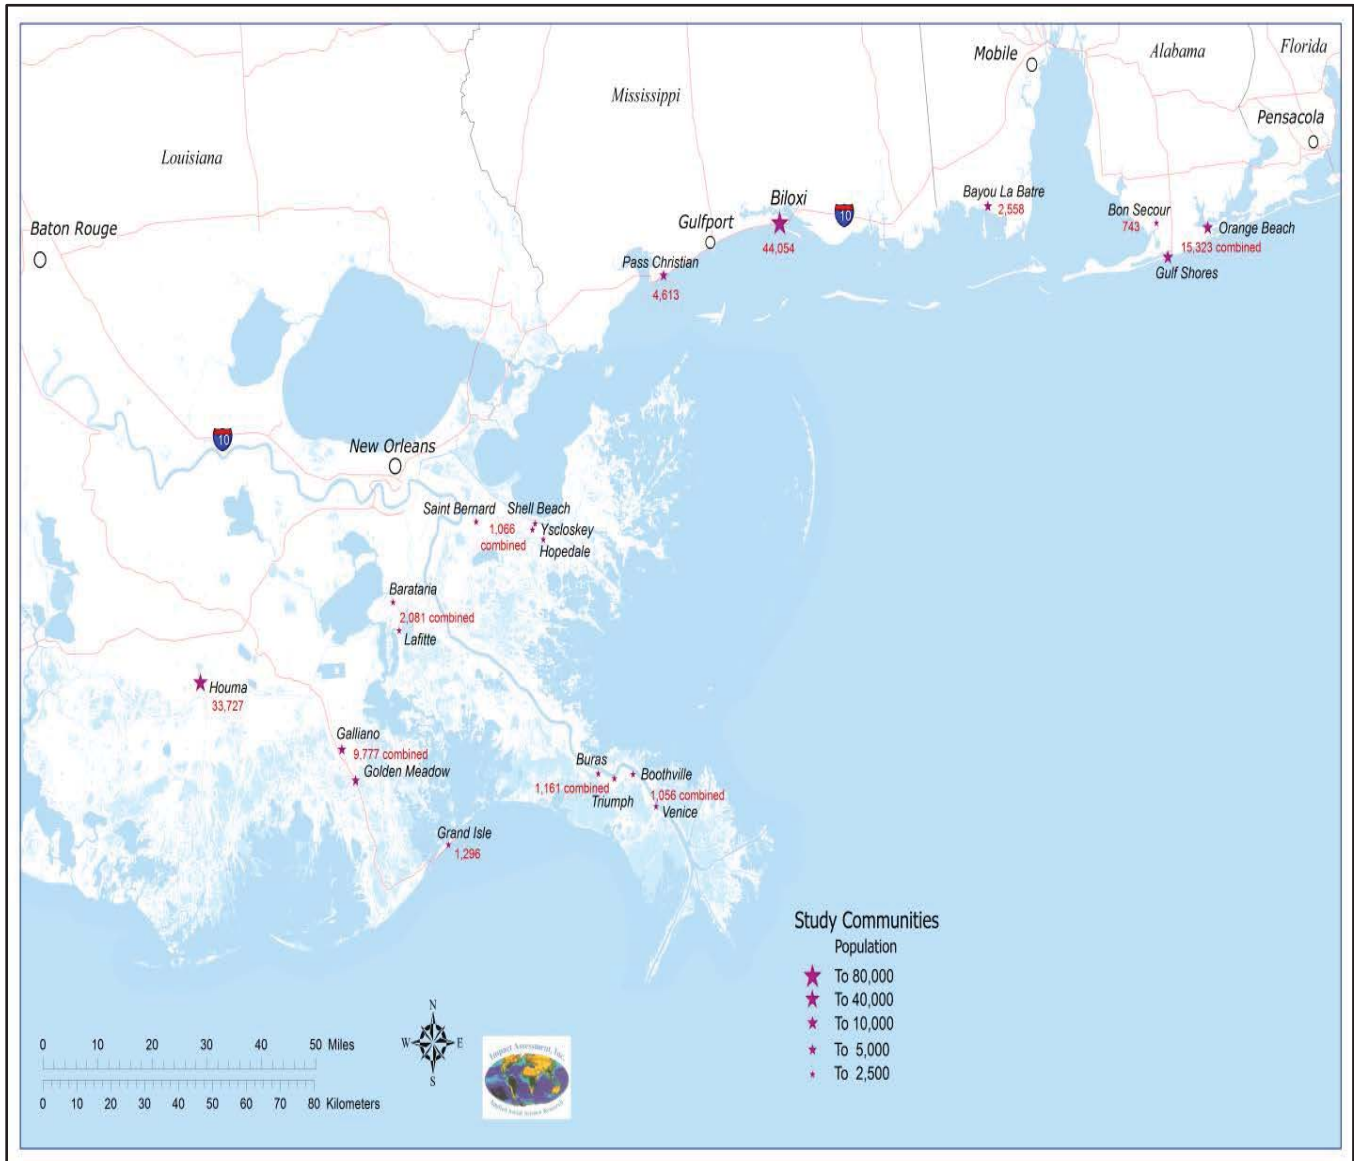 Mobile
Alabama
Florida
Mississippi
Pensacola
Louisiana
Biloxi
10
Bayou La Batre
2,558
Bon Secour
743
Orange Beach
15,323 combined
Gulf Shores
Baton Rouge
Gulfport
44,054
Pass Christian
4,613
10
New Orleans
Saint Bernard
Shell Beach
1,066
combined
Yscloskey
Hopedale
Barataria
2,081 combined
Lafitte
Houma
33,727
Galliano
9,777 combined
Golden Meadow
Buras
1,161 combined
Triumph
Boothville
1,056 combined
Venice
Grand Isle
1,296
Study Communities
Population
To 80,000
To 40,000
To 10,000
To 5,000
To 2,500
0 10 20 30 40 50 Miles
0 10 20 30 40 50 60 70 80 Kilometers
N
W E
S
Impact Assessment, Inc.